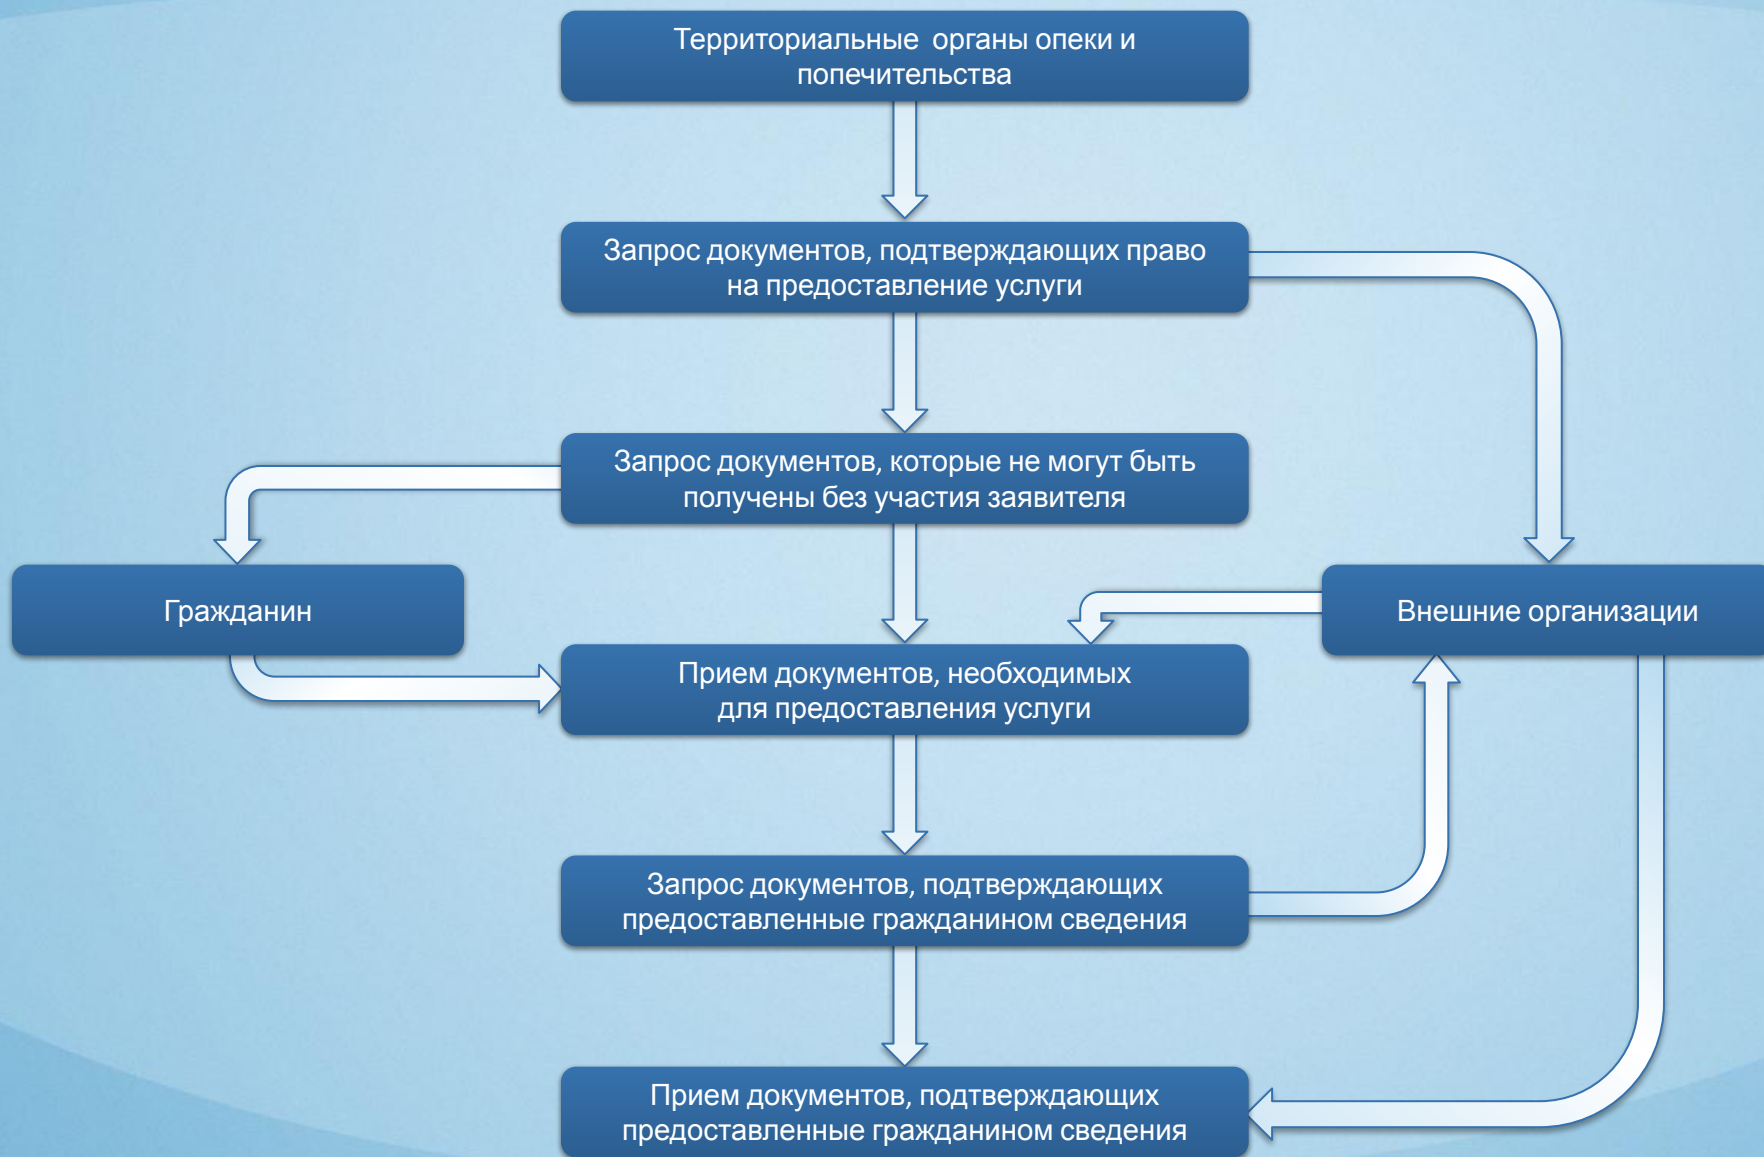 Территориальные органы опеки и
попечительства
Запрос документов, подтверждающих право
на предоставление услуги
Запрос документов, которые не могут быть
получены без участия заявителя
Гражданин
Внешние организации
Прием документов, необходимых
для предоставления услуги
Запрос документов, подтверждающих
предоставленные гражданином сведения
Прием документов, подтверждающих
предоставленные гражданином сведения